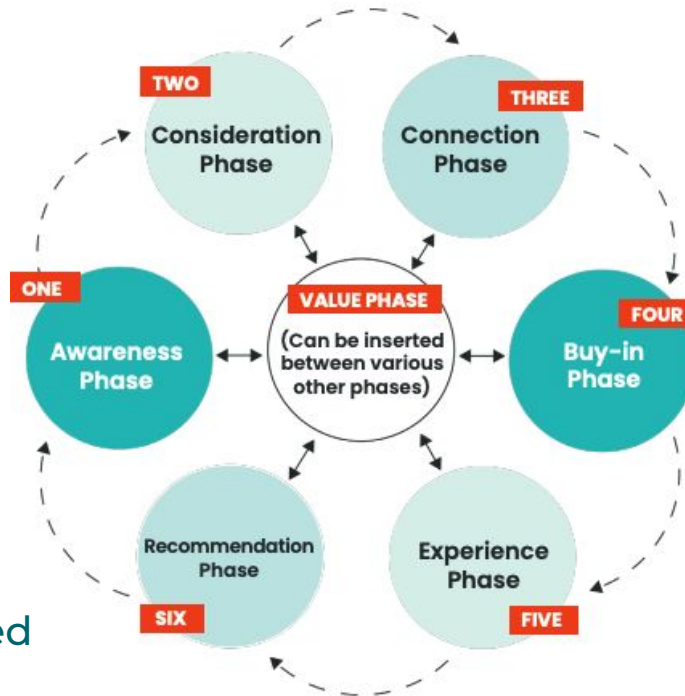 ONE
Awareness
Phase
TWO
Consideration
Phase
THREE
Connection
Phase
FOUR
Buy-in
Phase
FIVE
Experience
Phase
SIX
Recommendation
Phase
VALUE PHASE
(Can be inserted
between various
other phases)